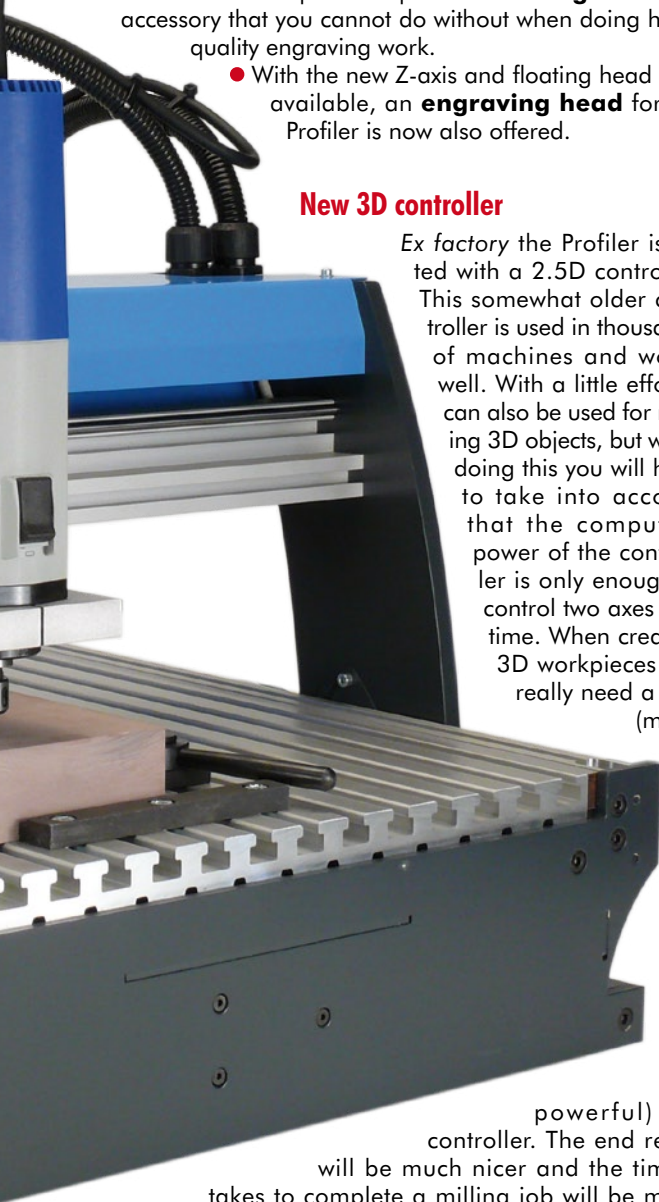 accessory that you cannot do without when doing h
quality engraving work.
● With the new Z-axis and floating head
available, an engraving head for
Profiler is now also offered.
New 3D controller
Ex factory the Profiler is
ted with a 2.5D contro
This somewhat older c
troller is used in thousa
of machines and wo
well. With a little effo
can also be used for
ing 3D objects, but w
doing this you will h
to take into acco
that the comput
power of the cont
ler is only enoug
control two axes
time. When crea
3D workpieces
really need a
(m
powerful)
controller. The end re
will be much nicer and the tim
takes to complete a milling job will be m